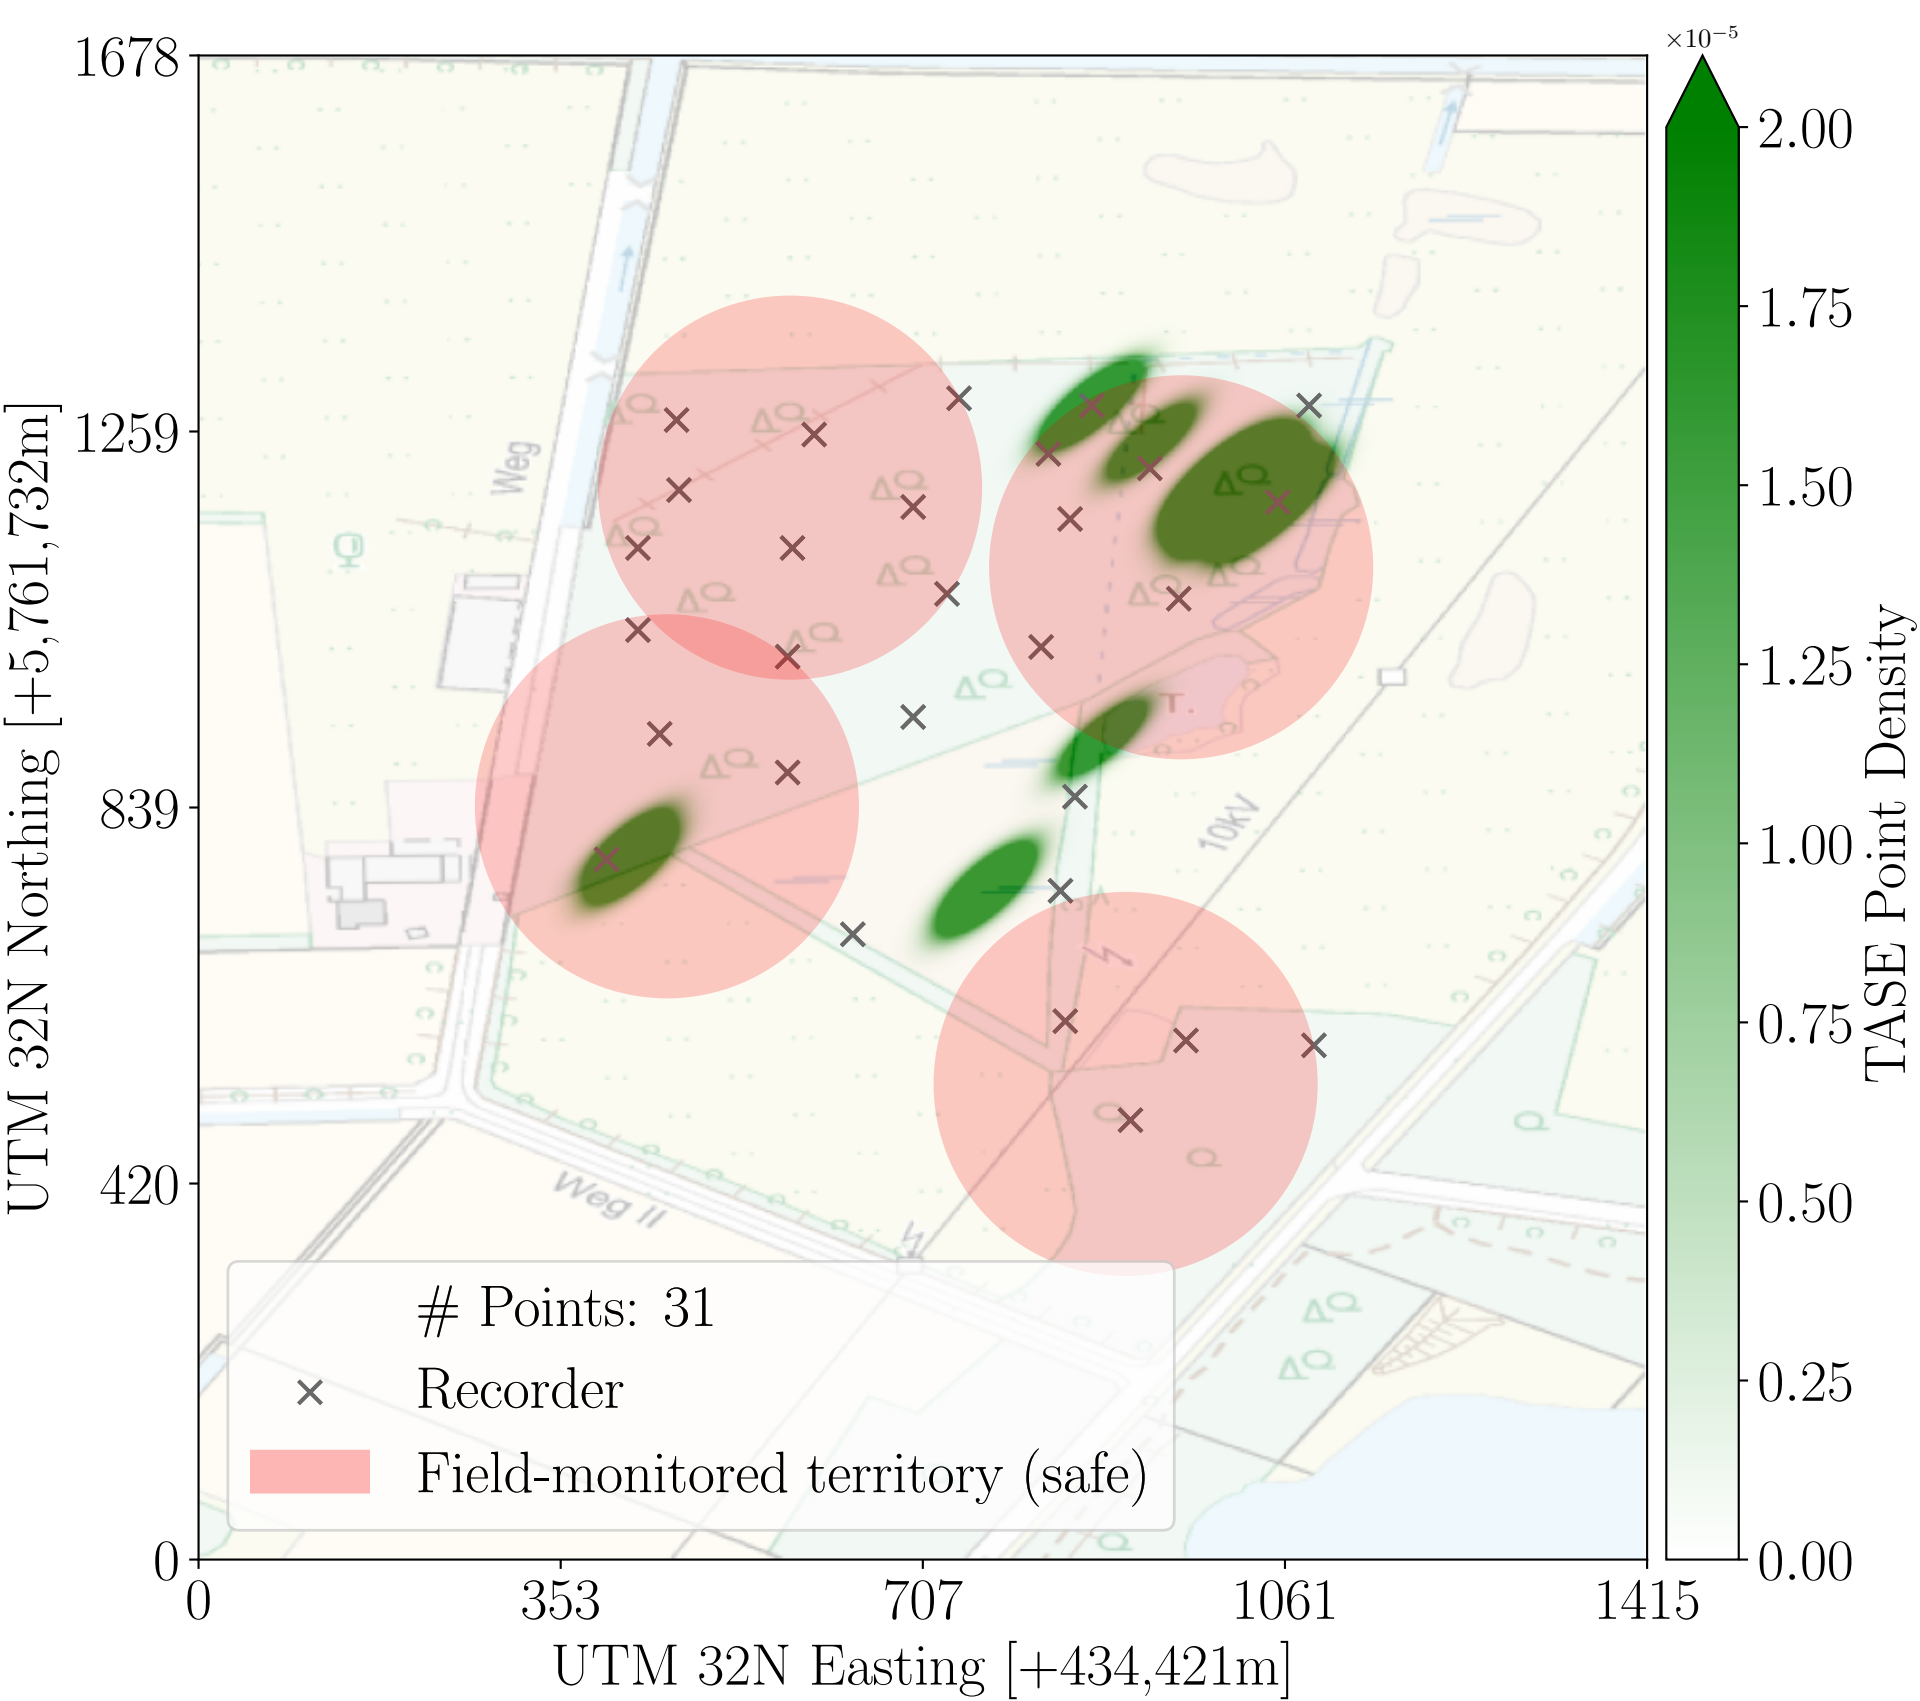 ×10⁻⁵
1678
1259
839
420
0
0
353
707
1061
1415
UTM 32N Easting [+434,421m]
UTM 32N Northing [+5,761,732m]
2.00
1.75
1.50
1.25
1.00
0.75
0.50
0.25
0.00
TASE Point Density
Weg
10kV
T.
Weg II
# Points: 31
Recorder
Field-monitored territory (safe)